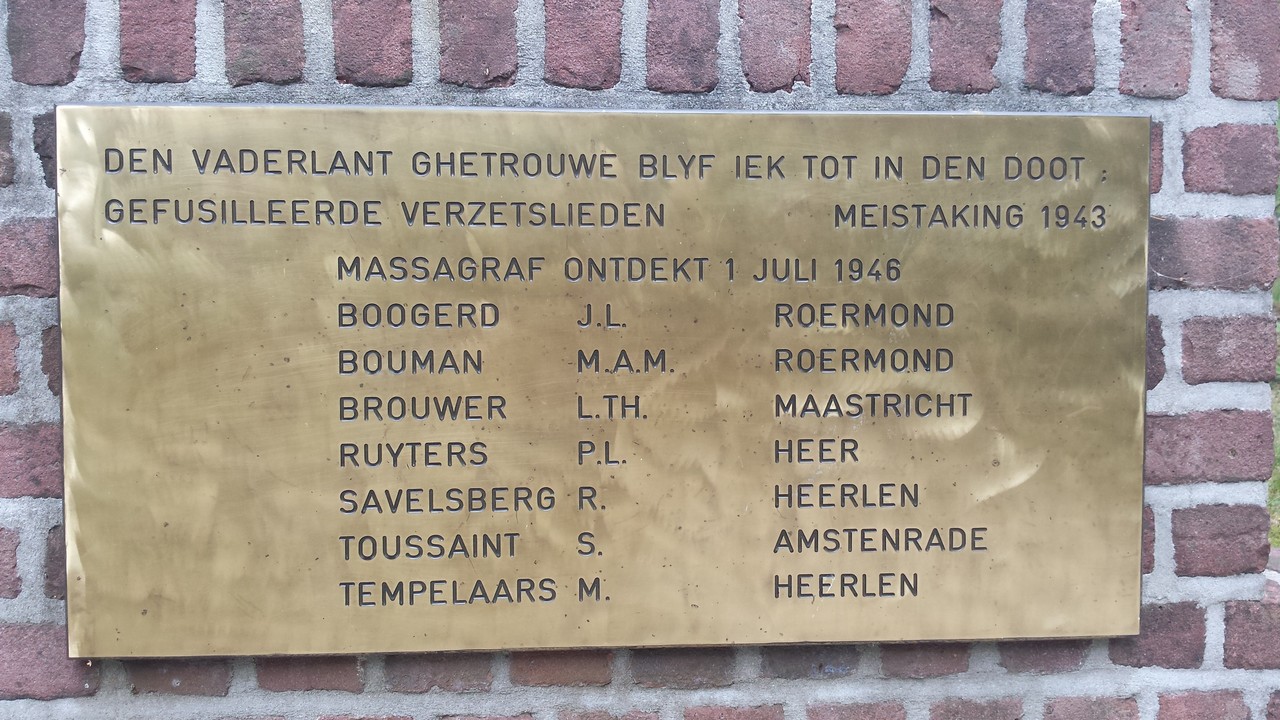 DEN VADERLANT GHETROUWE BLYF IEK TOT IN DEN DOOT ;
GEFUSILLEERDE VERZETSLIEDEN MEISTAKING 1943
MASSAGRAF ONTDEKT 1 JULI 1946
BOOGERD J.L. ROERMOND
BOUMAN M.A.M. ROERMOND
BROUWER L.TH. MAASTRICHT
RUYTERS P.L. HEER
SAVELSBERG R. HEERLEN
TOUSSAINT S. AMSTENRADE
TEMPELAARS M. HEERLEN